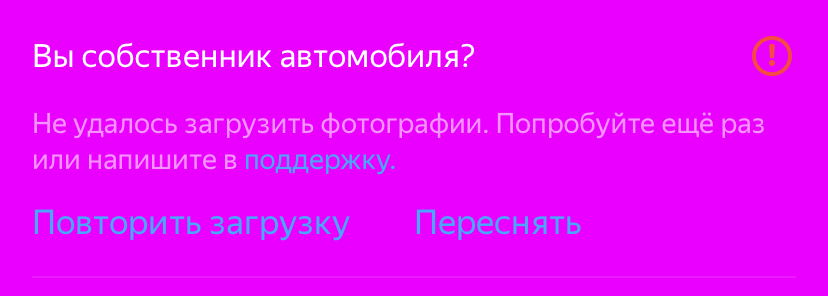 Вы собственник автомобиля?
Не удалось загрузить фотографии. Попробуйте ещё раз
или напишите в поддержку.
Повторить загрузку Переснять